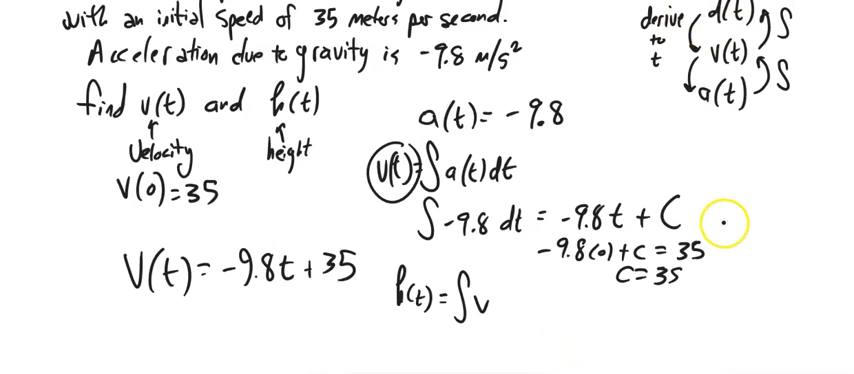 with an initial speed of 35 meters per second.
Acceleration due to gravity is -9.8 m/s²
find v(t) and h(t)
Velocity
height
V(0)=35
V(t)= -9.8t+35
a(t)= -9.8
v(t)=∫a(t)dt
∫-9.8 dt = -9.8t + C
-9.8(0)+C = 35
C=35
h(t)=∫v
derive
to
t
d(t)
v(t)
a(t)
∫
∫